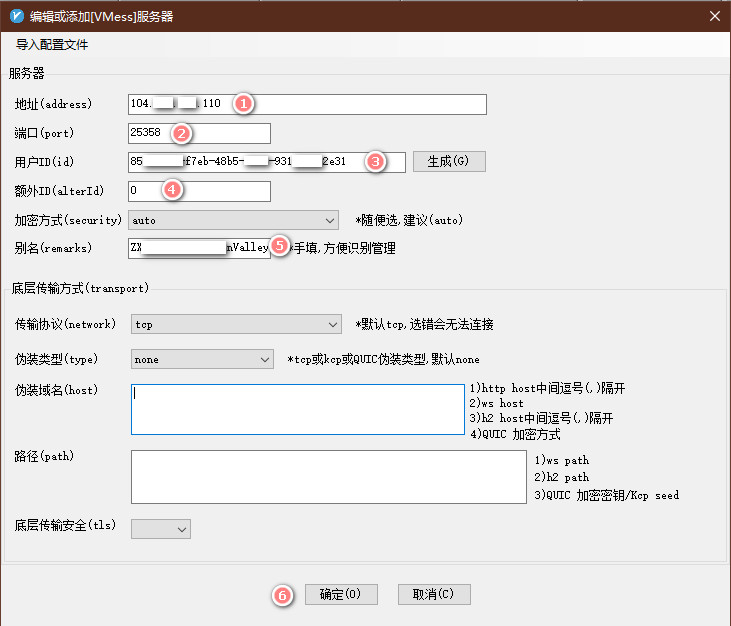 编辑或添加[VMess]服务器
导入配置文件
服务器
地址(address) 104. . .110 1
端口(port) 25358 2
用户ID(id) 85 f7eb-48b5- -931 2e31 3 生成(G)
额外ID(alterId) 0 4
加密方式(security) auto *随便选,建议(auto)
别名(remarks) ZX nValley 5 *手填,方便识别管理
底层传输方式(transport)
传输协议(network) tcp *默认tcp,选错会无法连接
伪装类型(type) none *tcp或kcp或QUIC伪装类型,默认none
伪装域名(host)
1)http host中间逗号(,)隔开
2)ws host
3)h2 host中间逗号(,)隔开
4)QUIC 加密方式
路径(path)
1)ws path
2)h2 path
3)QUIC 加密密钥/Kcp seed
底层传输安全(tls)
6 确定(O) 取消(C)